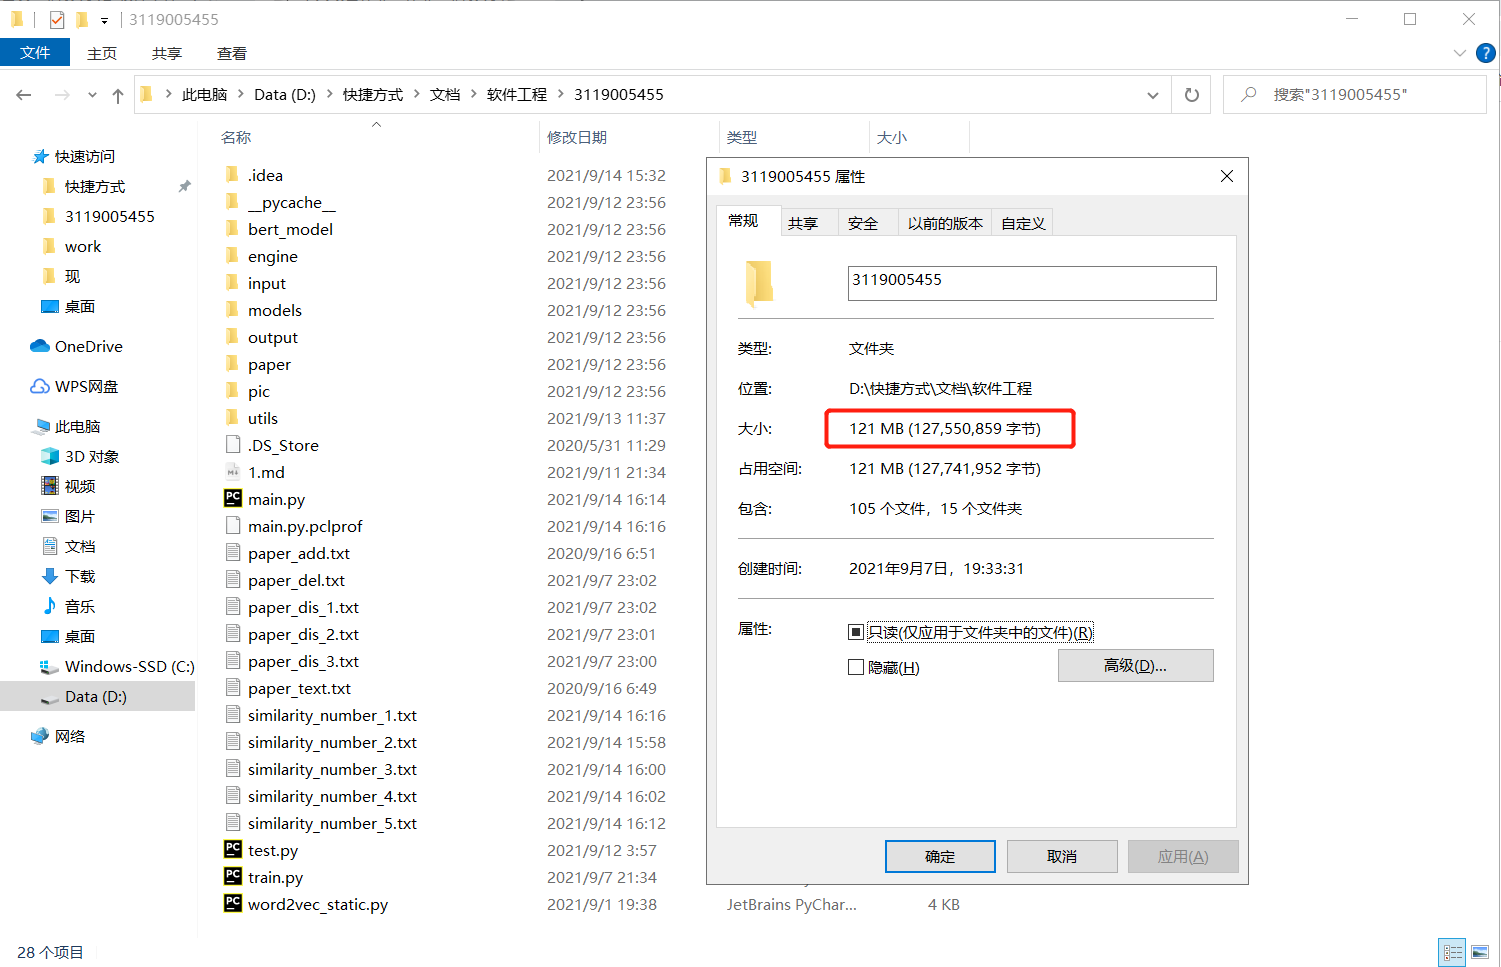 3119005455
文件 主页 共享 查看
此电脑 Data (D:) 快捷方式 文档 软件工程 3119005455
搜索"3119005455"
快速访问
快捷方式
3119005455
work
现
桌面
OneDrive
WPS网盘
此电脑
3D 对象
视频
图片
文档
下载
音乐
桌面
Windows-SSD (C:)
Data (D:)
网络
名称 修改日期 类型 大小
.idea 2021/9/14 15:32
__pycache__ 2021/9/12 23:56
bert_model 2021/9/12 23:56
engine 2021/9/12 23:56
input 2021/9/12 23:56
models 2021/9/12 23:56
output 2021/9/12 23:56
paper 2021/9/12 23:56
pic 2021/9/12 23:56
utils 2021/9/13 11:37
.DS_Store 2020/5/31 11:29
1.md 2021/9/11 21:34
main.py 2021/9/14 16:14
main.py.pclprof 2021/9/14 16:16
paper_add.txt 2020/9/16 6:51
paper_del.txt 2021/9/7 23:02
paper_dis_1.txt 2021/9/7 23:02
paper_dis_2.txt 2021/9/7 23:01
paper_dis_3.txt 2021/9/7 23:00
paper_text.txt 2020/9/16 6:49
similarity_number_1.txt 2021/9/14 16:16
similarity_number_2.txt 2021/9/14 15:58
similarity_number_3.txt 2021/9/14 16:00
similarity_number_4.txt 2021/9/14 16:02
similarity_number_5.txt 2021/9/14 16:12
test.py 2021/9/12 3:57
train.py 2021/9/7 21:34
word2vec_static.py 2021/9/1 19:38 JetBrains PyChar... 4 KB
3119005455 属性
常规 共享 安全 以前的版本 自定义
3119005455
类型: 文件夹
位置: D:\快捷方式\文档\软件工程
大小: 121 MB (127,550,859 字节)
占用空间: 121 MB (127,741,952 字节)
包含: 105 个文件，15 个文件夹
创建时间: 2021年9月7日，19:33:31
属性: 只读(仅应用于文件夹中的文件)(R)
隐藏(H) 高级(D)...
确定 取消 应用(A)
28 个项目